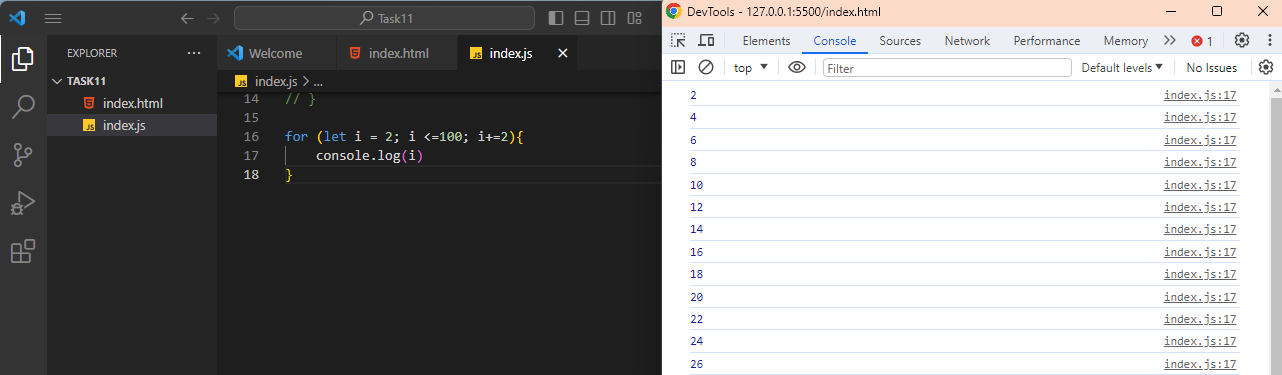 Task11
EXPLORER ...
TASK11
index.html
index.js
Welcome
index.html
index.js
index.js > ...
14 // }
15
16 for (let i = 2; i <=100; i+=2){
17 console.log(i)
18 }
DevTools - 127.0.0.1:5500/index.html
Elements Console Sources Network Performance Memory 1
top Filter Default levels No Issues
2 index.js:17
4 index.js:17
6 index.js:17
8 index.js:17
10 index.js:17
12 index.js:17
14 index.js:17
16 index.js:17
18 index.js:17
20 index.js:17
22 index.js:17
24 index.js:17
26 index.js:17